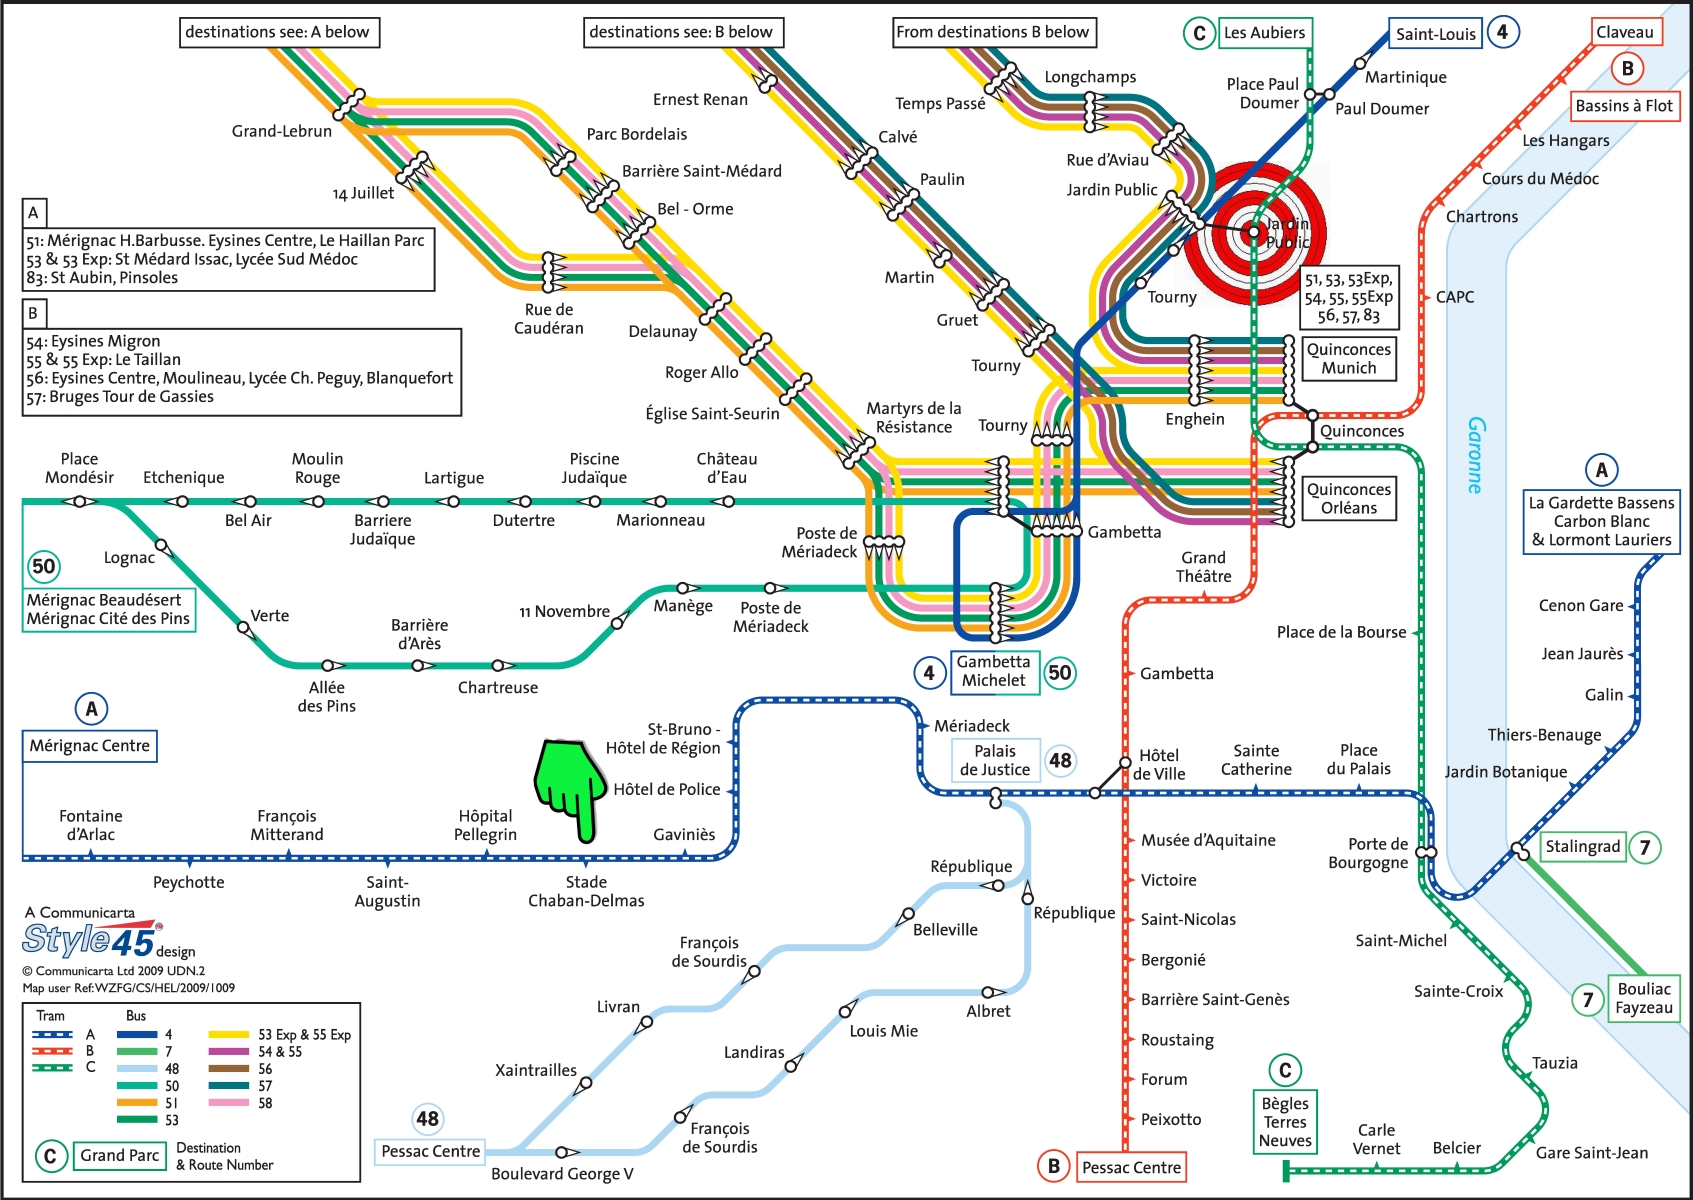 destinations see: A below
destinations see: B below
From destinations B below
C
Les Aubiers
Saint-Louis
4
Claveau
B
Bassins à Flot
Martinique
Place Paul
Doumer
Paul Doumer
Longchamps
Temps Passé
Rue d'Aviau
Jardin Public
Jardin
Public
Ernest Renan
Calvé
Paulin
Martin
Gruet
Tourny
Tourny
Tourny
Grand-Lebrun
14 Juillet
Parc Bordelais
Barrière Saint-Médard
Bel - Orme
Rue de
Caudéran
Delaunay
Roger Allo
Église Saint-Seurin
Martyrs de la
Résistance
Les Hangars
Cours du Médoc
Chartrons
CAPC
A
51: Mérignac H.Barbusse. Eysines Centre, Le Haillan Parc
53 & 53 Exp: St Médard Issac, Lycée Sud Médoc
83: St Aubin, Pinsoles
B
54: Eysines Migron
55 & 55 Exp: Le Taillan
56: Eysines Centre, Moulineau, Lycée Ch. Peguy, Blanquefort
57: Bruges Tour de Gassies
51, 53, 53Exp,
54, 55, 55Exp
56, 57, 83
Quinconces
Munich
Enghein
Quinconces
Quinconces
Orléans
Gambetta
Garonne
Place
Mondésir
Etchenique
Moulin
Rouge
Lartigue
Piscine
Judaïque
Château
d'Eau
Bel Air
Barriere
Judaïque
Dutertre
Marionneau
Poste de
Mériadeck
50
Mérignac Beaudésert
Mérignac Cité des Pins
Lognac
Verte
Barrière
d'Arès
11 Novembre
Manège
Poste de
Mériadeck
Allée
des Pins
Chartreuse
4
Gambetta
Michelet
50
Grand
Théâtre
Place de la Bourse
Gambetta
A
La Gardette Bassens
Carbon Blanc
& Lormont Lauriers
Cenon Gare
Jean Jaurès
Galin
Thiers-Benauge
Jardin Botanique
A
Mérignac Centre
St-Bruno -
Hôtel de Région
Hôtel de Police
Mériadeck
Palais
de Justice
48
Hôtel
de Ville
Sainte
Catherine
Place
du Palais
Fontaine
d'Arlac
François
Mitterand
Hôpital
Pellegrin
Gaviniès
Peychotte
Saint-
Augustin
Stade
Chaban-Delmas
Porte de
Bourgogne
Stalingrad
7
Musée d'Aquitaine
Victoire
Saint-Nicolas
Bergonié
Barrière Saint-Genès
Roustaing
Forum
Peixotto
B
Pessac Centre
République
République
Belleville
François
de Sourdis
Livran
Xaintrailles
Albret
Louis Mie
Landiras
François
de Sourdis
48
Pessac Centre
Boulevard George V
Saint-Michel
Sainte-Croix
7
Bouliac
Fayzeau
Tauzia
Gare Saint-Jean
C
Bègles
Terres
Neuves
Carle
Vernet
Belcier
A Communicarta
Style45
design
© Communicarta Ltd 2009 UDN.2
Map user Ref:WZFG/CS/HEL/2009/1009
Tram
Bus
A
B
C
4
7
48
50
51
53
53 Exp & 55 Exp
54 & 55
56
57
58
C
Grand Parc
Destination
& Route Number